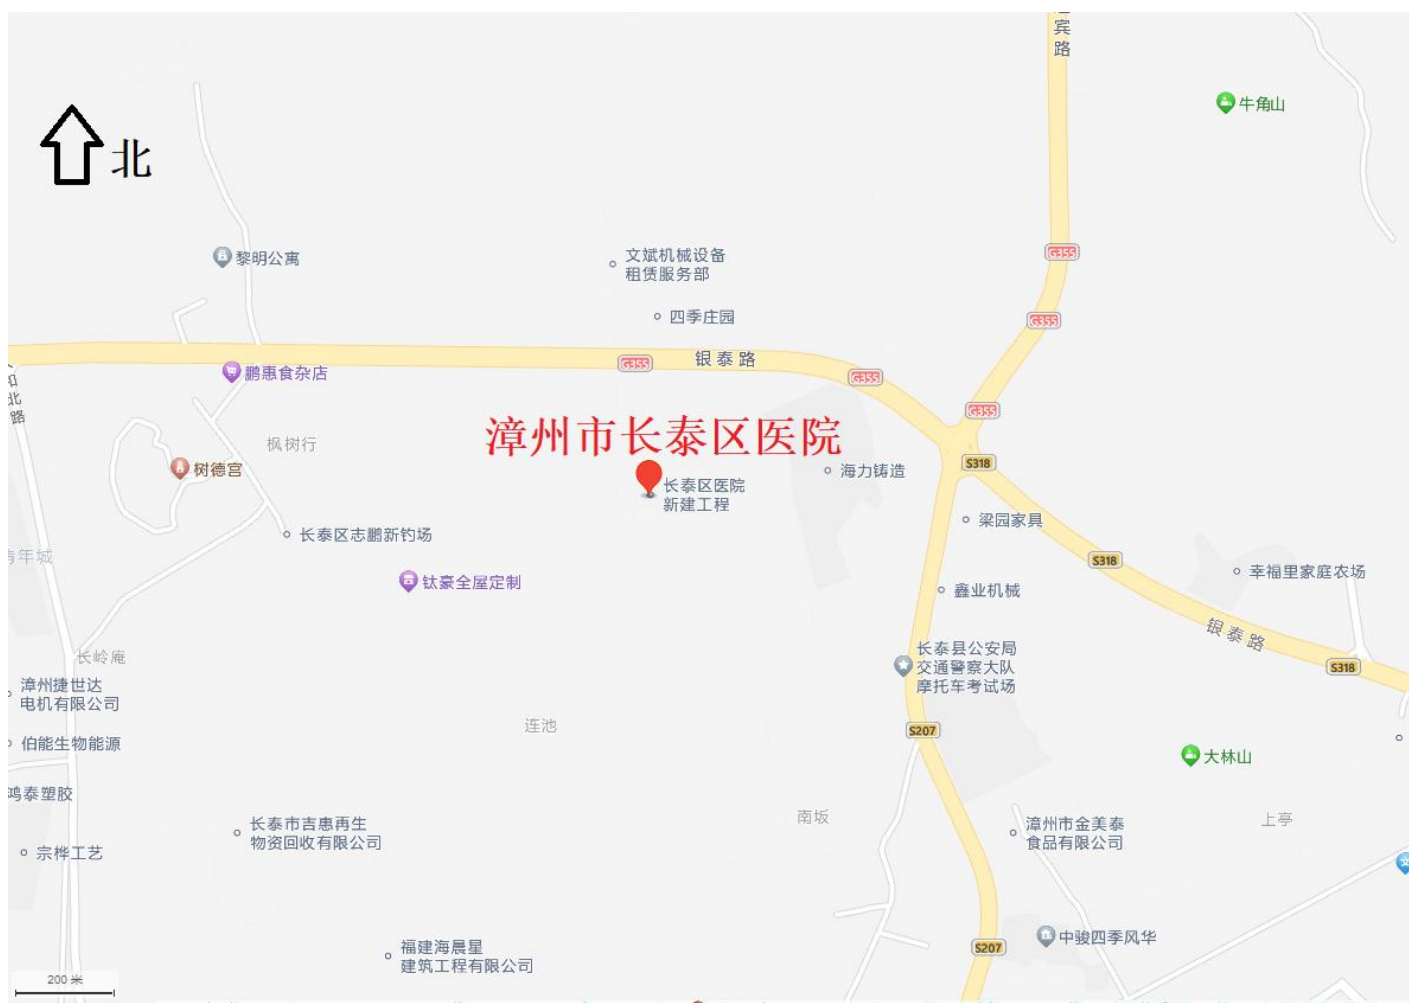 宾路
牛角山
北
黎明公寓
文斌机械设备
租赁服务部
G355
四季庄园
G355
G355
银泰路
G355
鹏惠食杂店
和北路
G355
漳州市长泰区医院
枫树行
树德宫
长泰区医院
新建工程
海力铸造
S318
梁园家具
长泰区志鹏新钓场
青年城
钛豪全屋定制
S318
幸福里家庭农场
鑫业机械
银泰路
长泰县公安局
交通警察大队
摩托车考试场
长岭庵
S318
漳州捷世达
电机有限公司
连池
S207
伯能生物能源
大林山
鸿泰塑胶
南坂
上亭
长泰市吉惠再生
物资回收有限公司
漳州市金美泰
食品有限公司
宗桦工艺
文
中骏四季风华
福建海晨星
建筑工程有限公司
S207
200 米